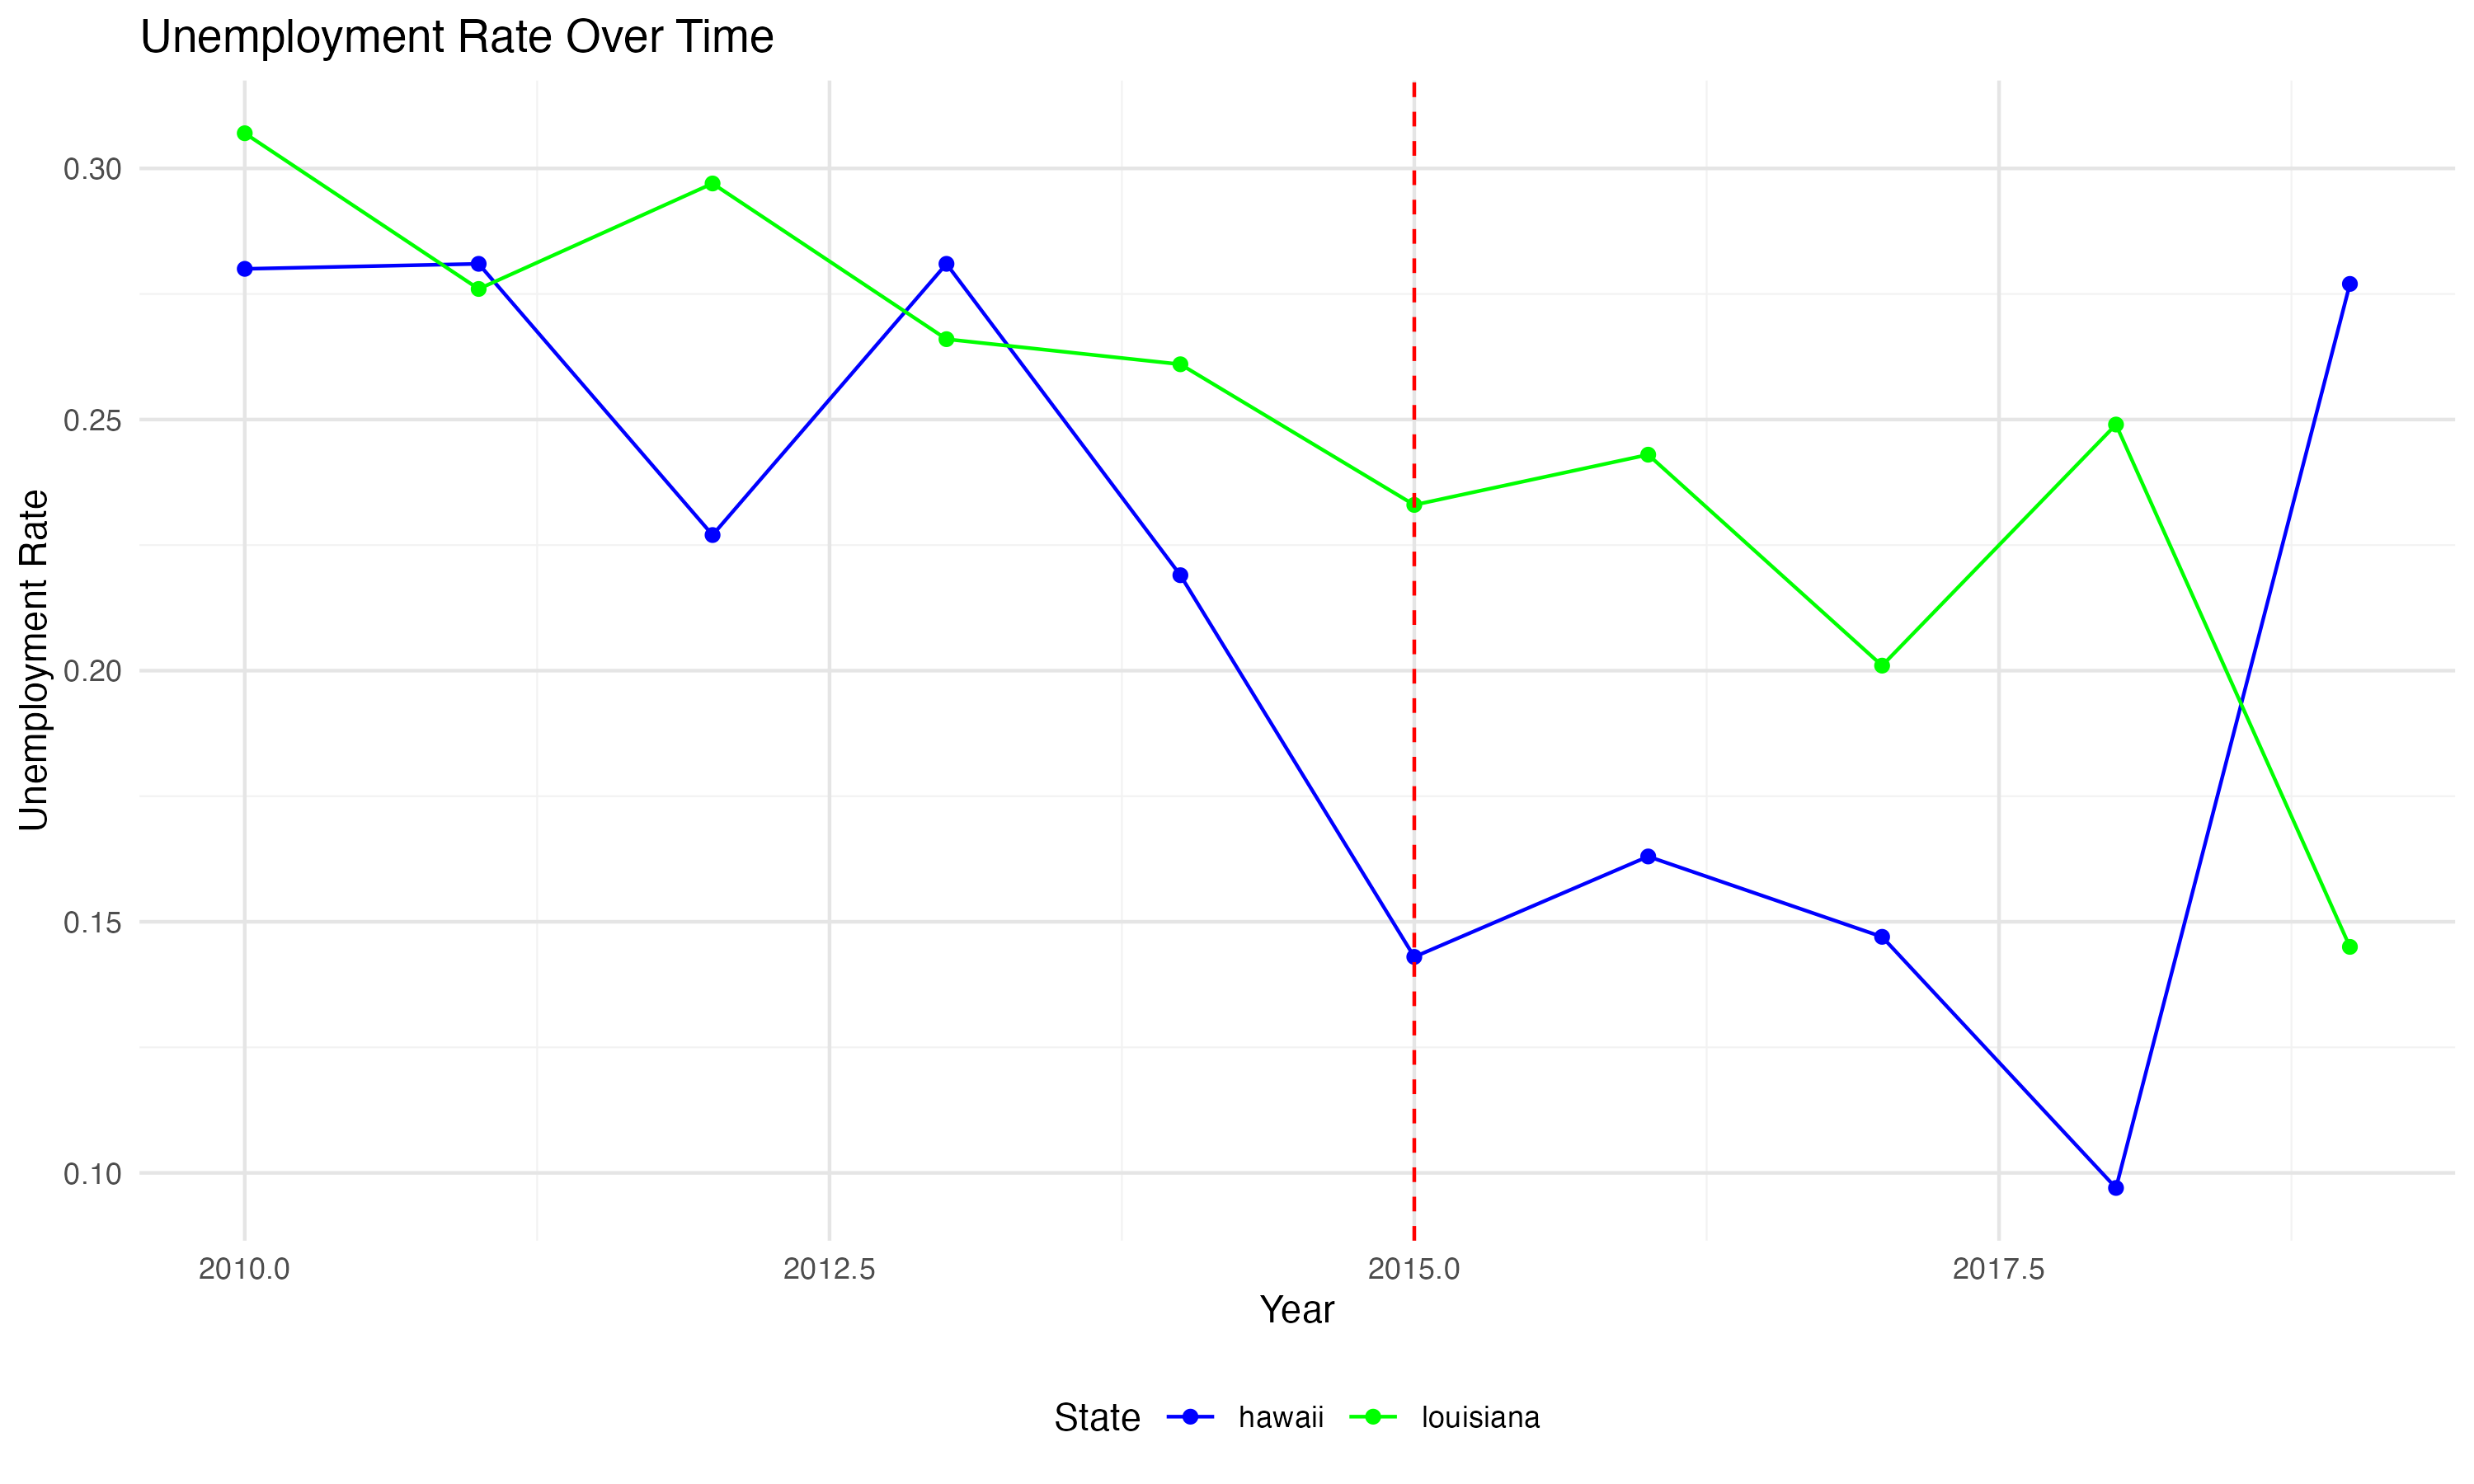 Unemployment Rate Over Time
Unemployment Rate
0.30
0.25
0.20
0.15
0.10
2010.0 2012.5 2015.0 2017.5
Year
State hawaii louisiana